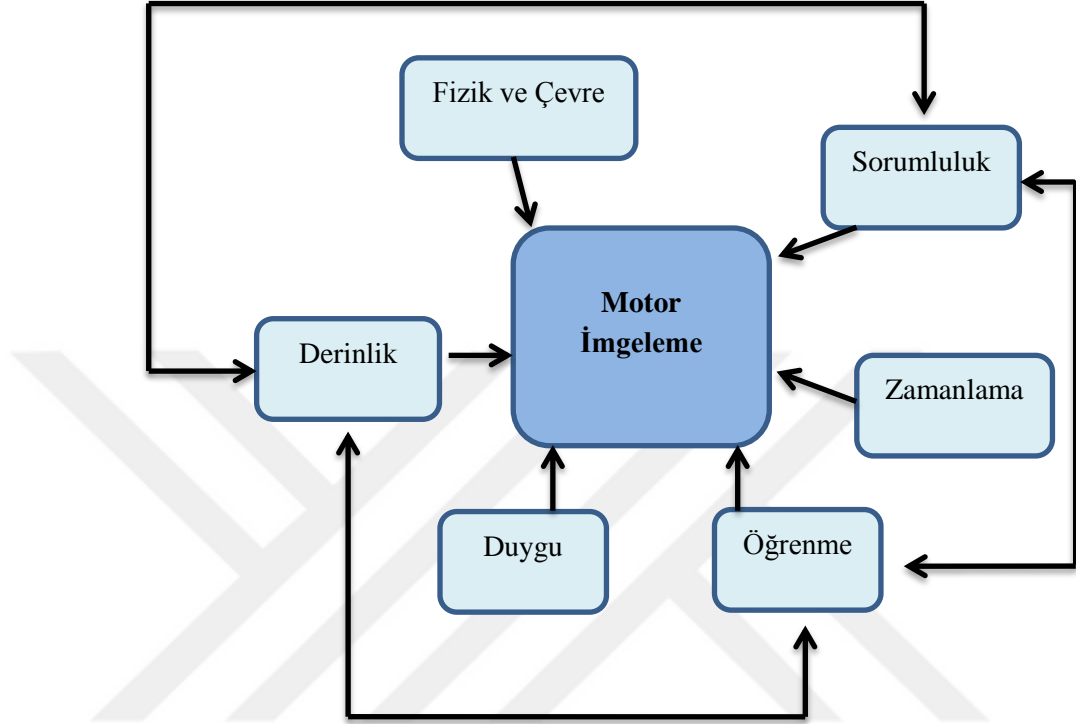 Fizik ve Çevre
Sorumluluk
Motor
İmgeleme
Derinlik
Zamanlama
Duygu
Öğrenme